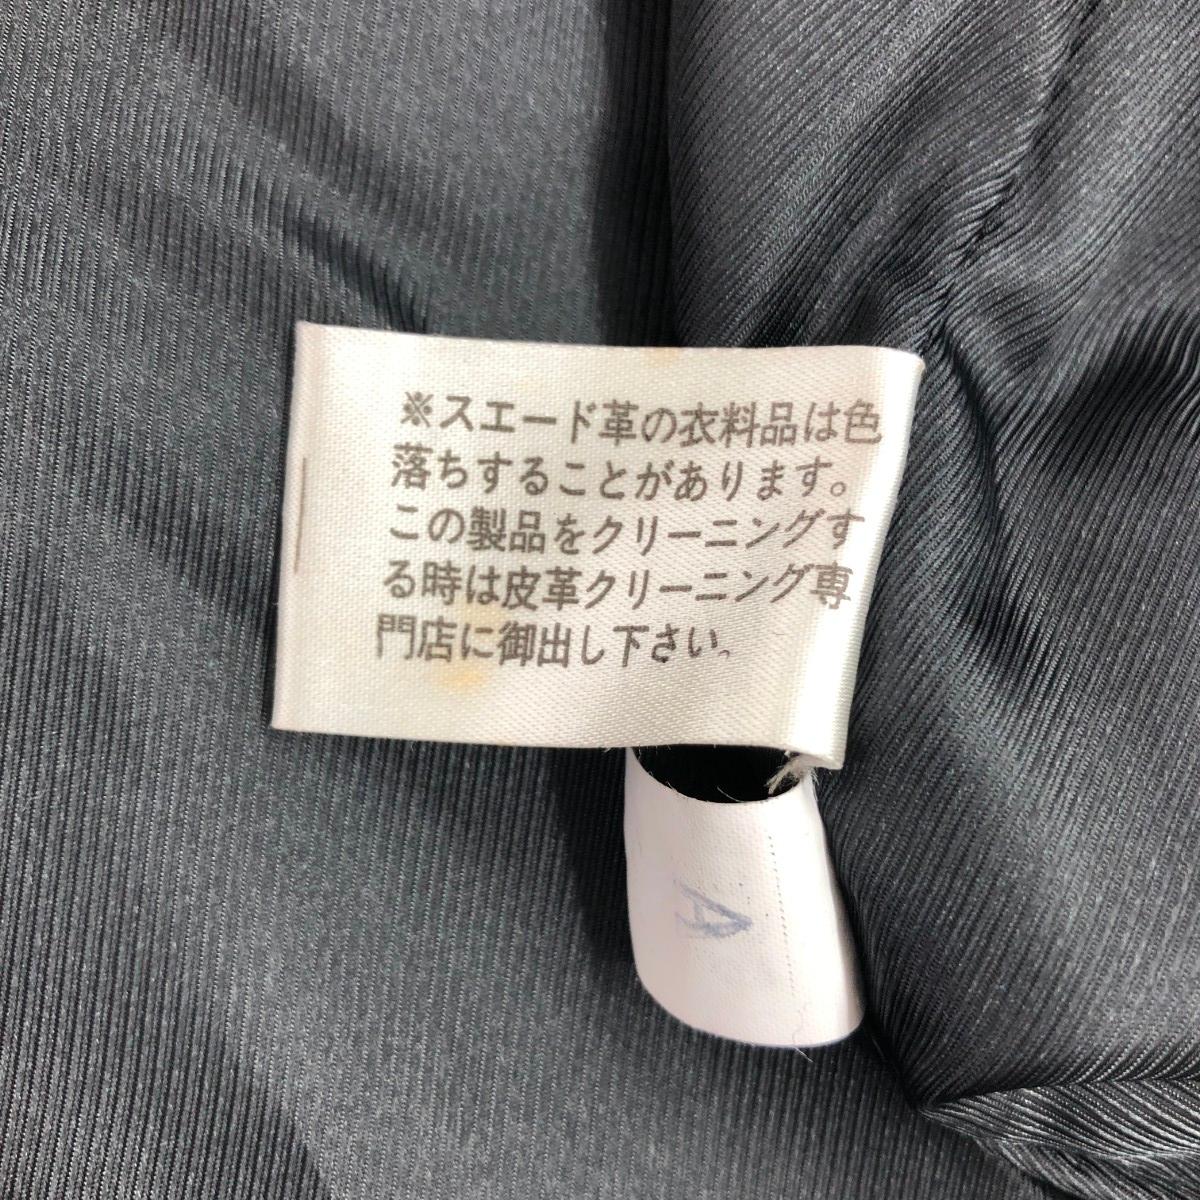 ※スエード革の衣料品は色
落ちすることがあります。
この製品をクリーニングす
る時は皮革クリーニング専
門店に御出し下さい。
A